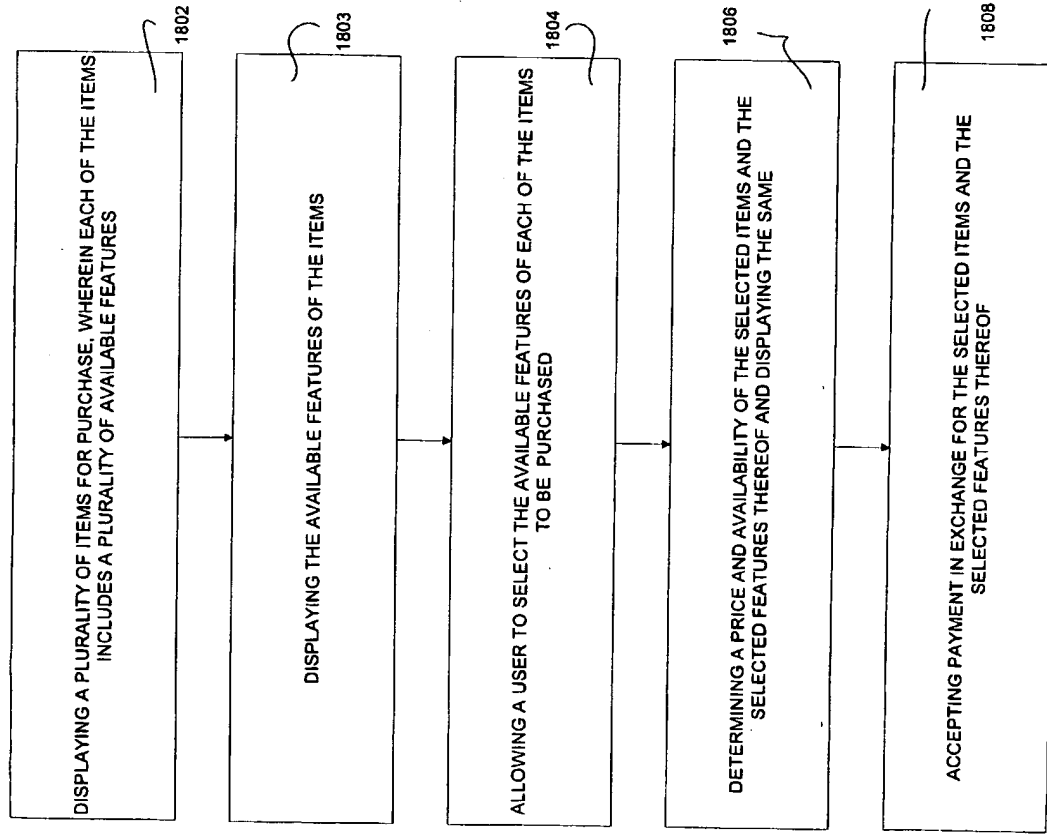 DISPLAYING A PLURALITY OF ITEMS FOR PURCHASE, WHEREIN EACH OF THE ITEMS
INCLUDES A PLURALITY OF AVAILABLE FEATURES
1802
DISPLAYING THE AVAILABLE FEATURES OF THE ITEMS
1803
ALLOWING A USER TO SELECT THE AVAILABLE FEATURES OF EACH OF THE ITEMS
TO BE PURCHASED
1804
DETERMINING A PRICE AND AVAILABILITY OF THE SELECTED ITEMS AND THE
SELECTED FEATURES THEREOF AND DISPLAYING THE SAME
1806
ACCEPTING PAYMENT IN EXCHANGE FOR THE SELECTED ITEMS AND THE
SELECTED FEATURES THEREOF
1808